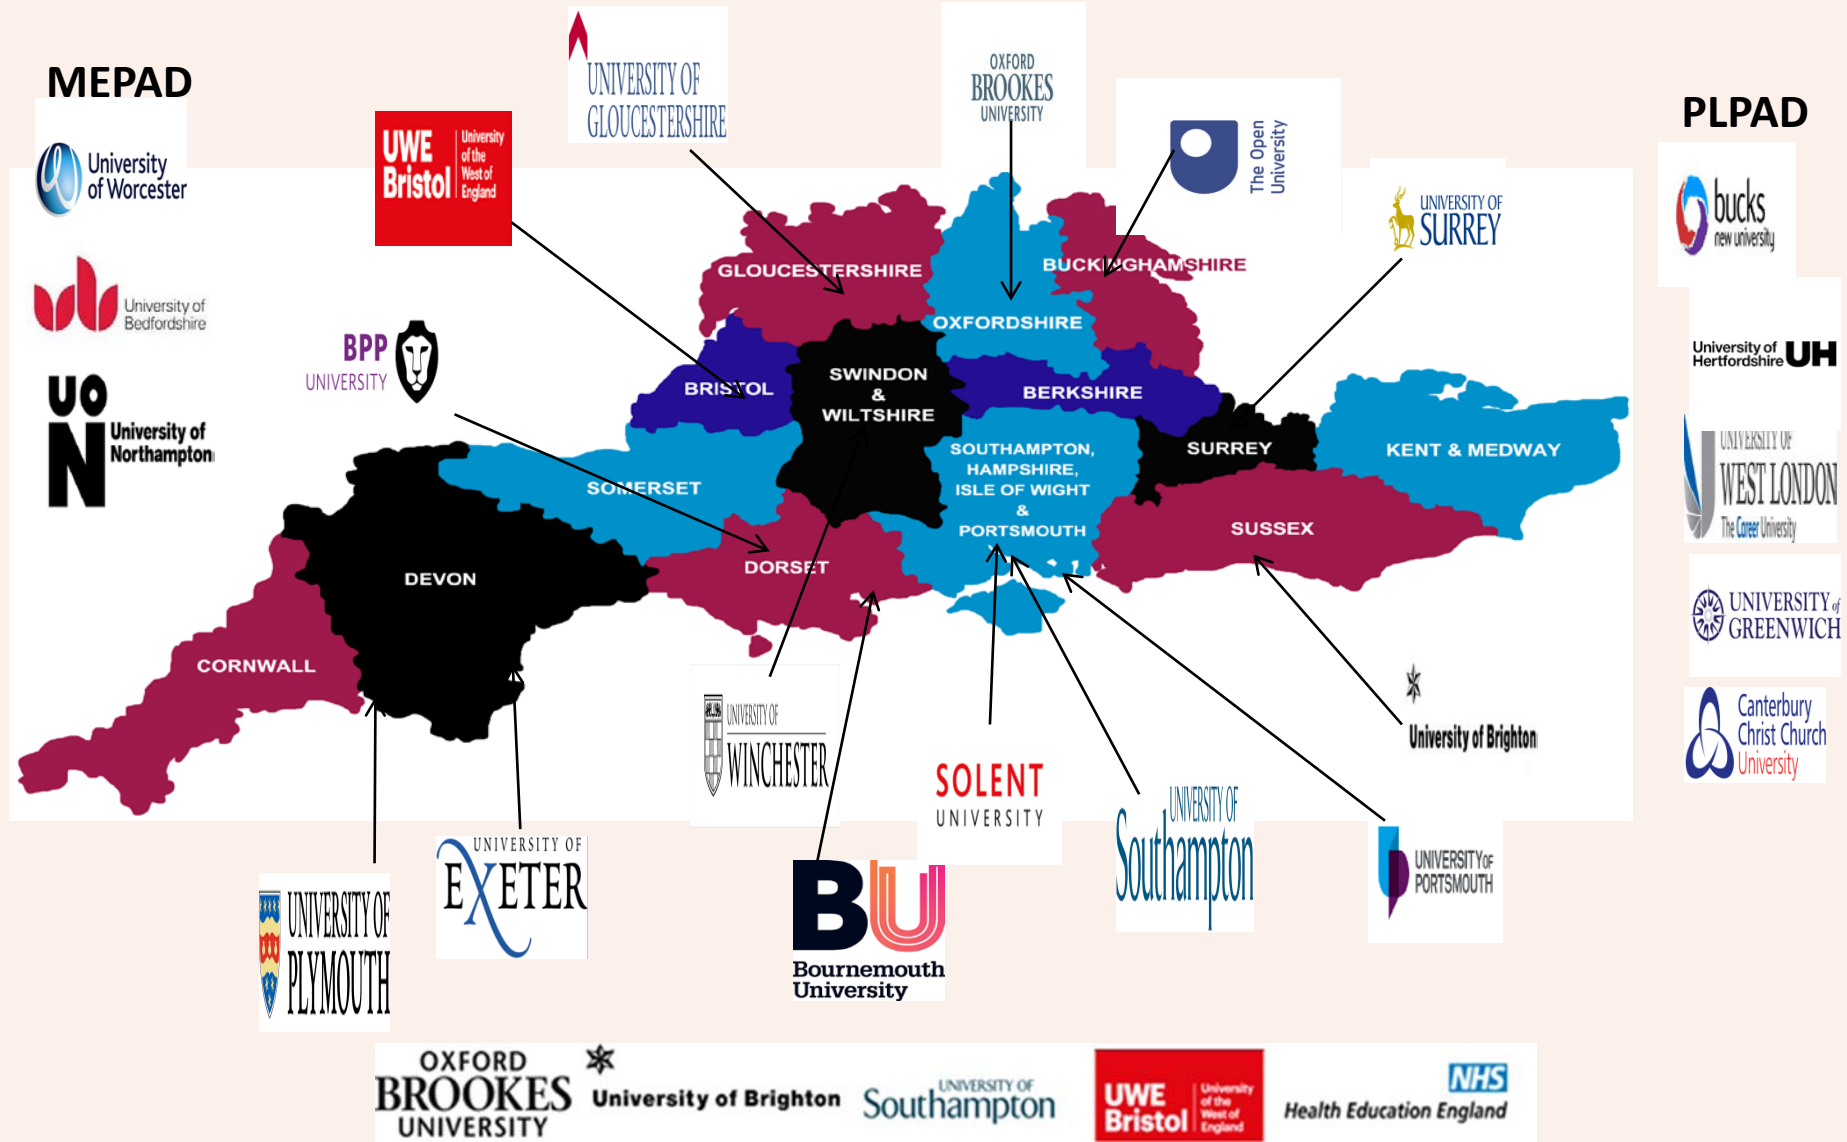 MEPAD
University
of Worcester
University of
Bedfordshire
UO
N
University of
Northampton
UWE
Bristol
University
of the
West of
England
UNIVERSITY OF
GLOUCESTERSHIRE
OXFORD
BROOKES
UNIVERSITY
The Open
University
UNIVERSITY OF
SURREY
PLPAD
bucks
new university
University of
Hertfordshire
UH
UNIVERSITY OF
WEST LONDON
The Career University
UNIVERSITY of
GREENWICH
Canterbury
Christ Church
University
BPP
UNIVERSITY
GLOUCESTERSHIRE
BUCKINGHAMSHIRE
OXFORDSHIRE
BRISTOL
SWINDON
&
WILTSHIRE
BERKSHIRE
SOUTHAMPTON,
HAMPSHIRE,
ISLE OF WIGHT
&
PORTSMOUTH
SURREY
KENT & MEDWAY
SOMERSET
SUSSEX
DEVON
DORSET
CORNWALL
UNIVERSITY OF
WINCHESTER
SOLENT
UNIVERSITY
University of Brighton
UNIVERSITY OF
Southampton
UNIVERSITY OF
PORTSMOUTH
UNIVERSITY OF
EXETER
UNIVERSITY OF
PLYMOUTH
BU
Bournemouth
University
OXFORD
BROOKES
UNIVERSITY
University of Brighton
UNIVERSITY OF
Southampton
UWE
Bristol
University
of the
West of
England
NHS
Health Education England